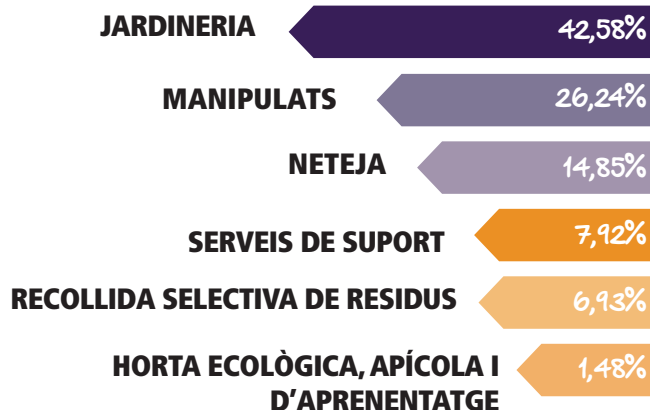 JARDINERIA 42,58%
MANIPULATS 26,24%
NETEJA 14,85%
SERVEIS DE SUPORT 7,92%
RECOLLIDA SELECTIVA DE RESIDUS 6,93%
HORTA ECOLÒGICA, APÍCOLA I 1,48%
D'APRENENTATGE